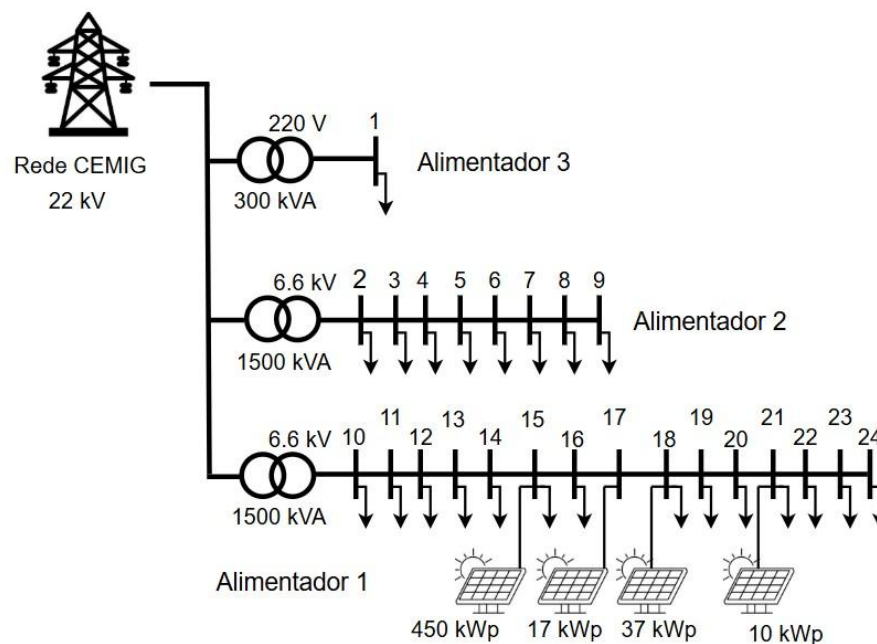 Rede CEMIG
22 kV
220 V
1
Alimentador 3
300 kVA
6.6 kV
2 3 4 5 6 7 8 9
Alimentador 2
1500 kVA
6.6 kV
10 11 12 13 14 15 16 17 18 19 20 21 22 23 24
1500 kVA
Alimentador 1
450 kWp 17 kWp 37 kWp 10 kWp